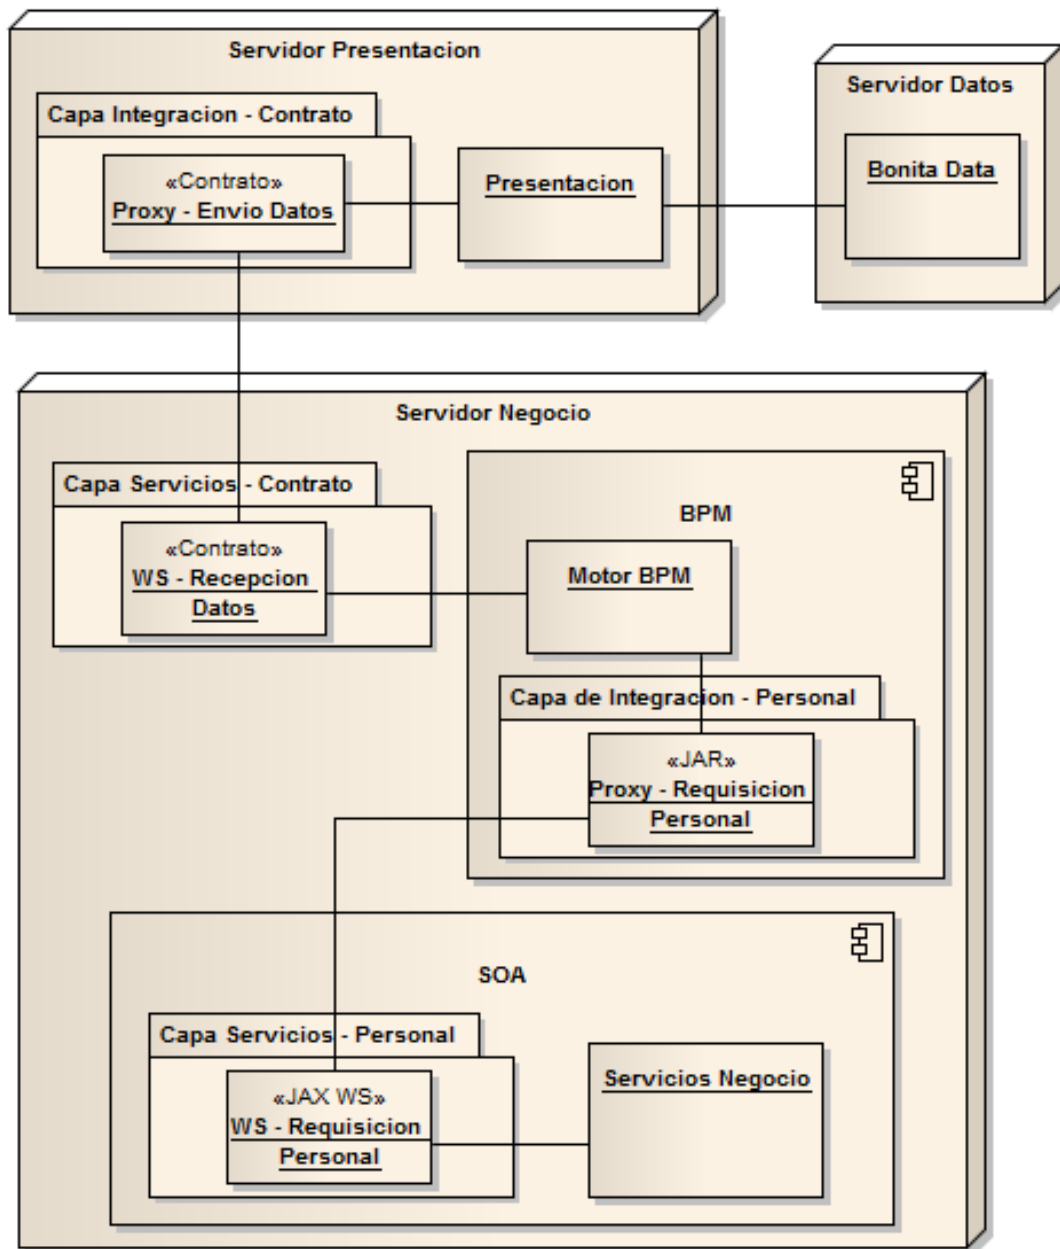 Servidor Presentacion
Capa Integracion - Contrato
«Contrato»
Proxy - Envio Datos
Presentacion
Servidor Datos
Bonita Data
Servidor Negocio
Capa Servicios - Contrato
«Contrato»
WS - Recepcion
Datos
BPM
Motor BPM
Capa de Integracion - Personal
«JAR»
Proxy - Requisicion
Personal
SOA
Capa Servicios - Personal
«JAX WS»
WS - Requisicion
Personal
Servicios Negocio